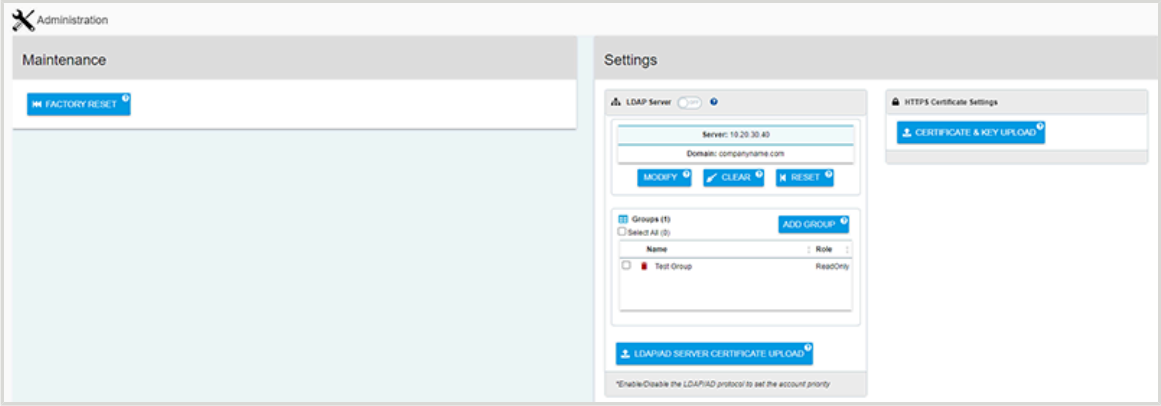 Administration
Maintenance
FACTORY RESET ?
Settings
LDAP Server OFF ?
Server: 10.20.30.40
Domain: companyname.com
MODIFY ? CLEAR ? RESET ?
Groups (1)
Select All (0)
ADD GROUP ?
Name Role
Test Group ReadOnly
LDAP/AD SERVER CERTIFICATE UPLOAD ?
*Enable/Disable the LDAP/AD protocol to set the account priority
HTTPS Certificate Settings
CERTIFICATE & KEY UPLOAD ?